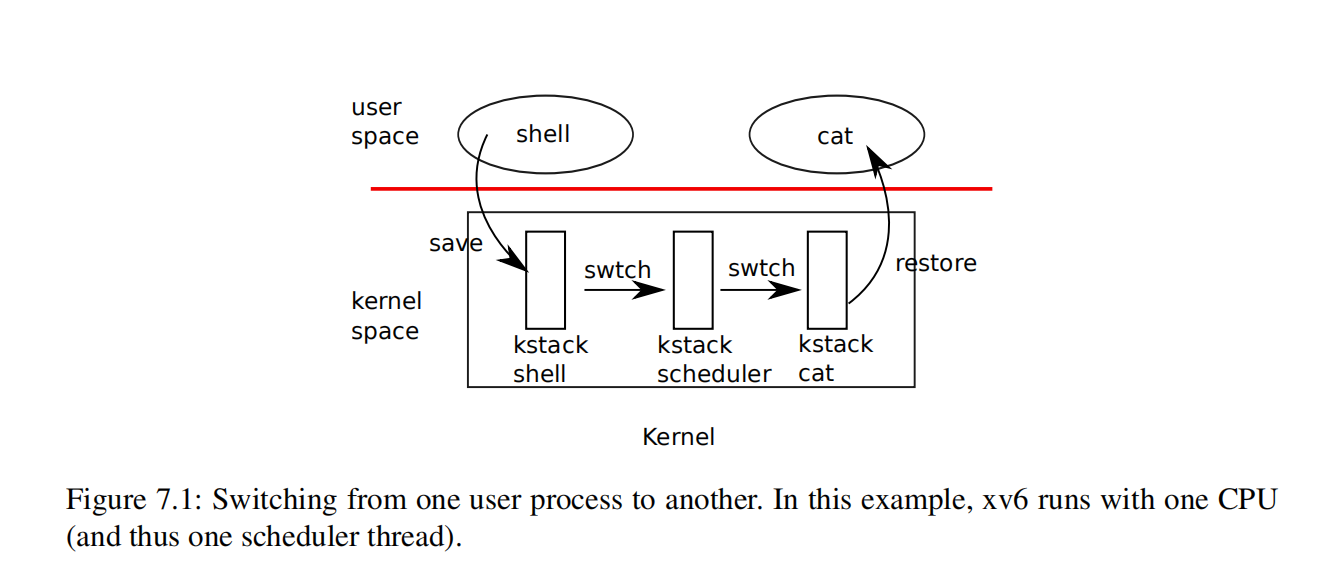 user
space
shell
cat
save
swtch
swtch
restore
kernel
space
kstack
shell
kstack
scheduler
kstack
cat
Kernel
Figure 7.1: Switching from one user process to another. In this example, xv6 runs with one CPU
(and thus one scheduler thread).